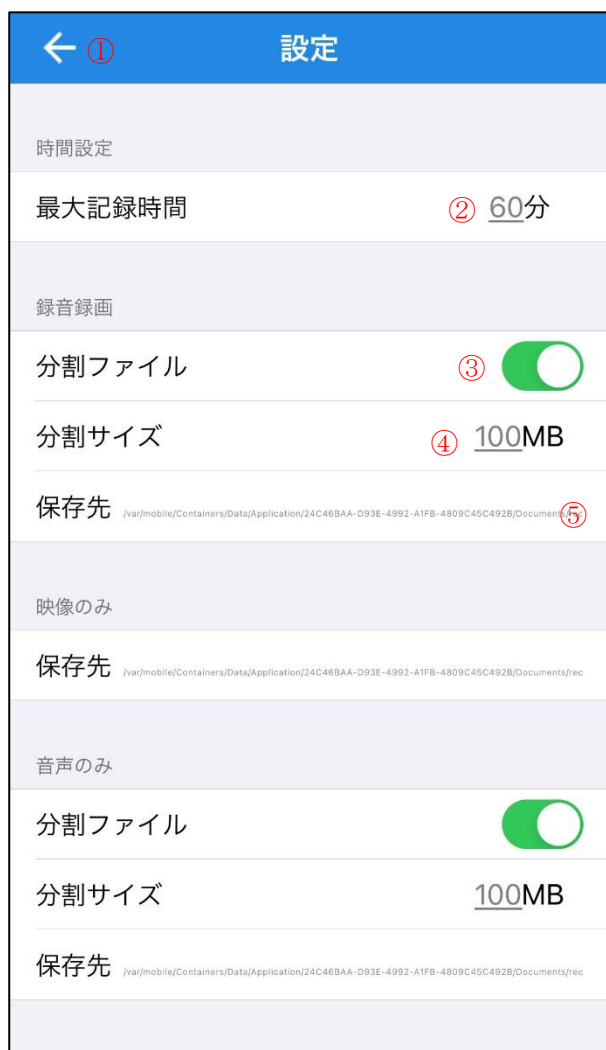 ← ① 設定
時間設定
最大記録時間 ② 60分
録音録画
分割ファイル ③
分割サイズ ④ 100MB
保存先 /var/mobile/Containers/Data/Application/24C46BAA-D93E-4992-A1FB-4809C45C492B/Documents/rec ⑤
映像のみ
保存先 /var/mobile/Containers/Data/Application/24C46BAA-D93E-4992-A1FB-4809C45C492B/Documents/rec
音声のみ
分割ファイル
分割サイズ 100MB
保存先 /var/mobile/Containers/Data/Application/24C46BAA-D93E-4992-A1FB-4809C45C492B/Documents/rec